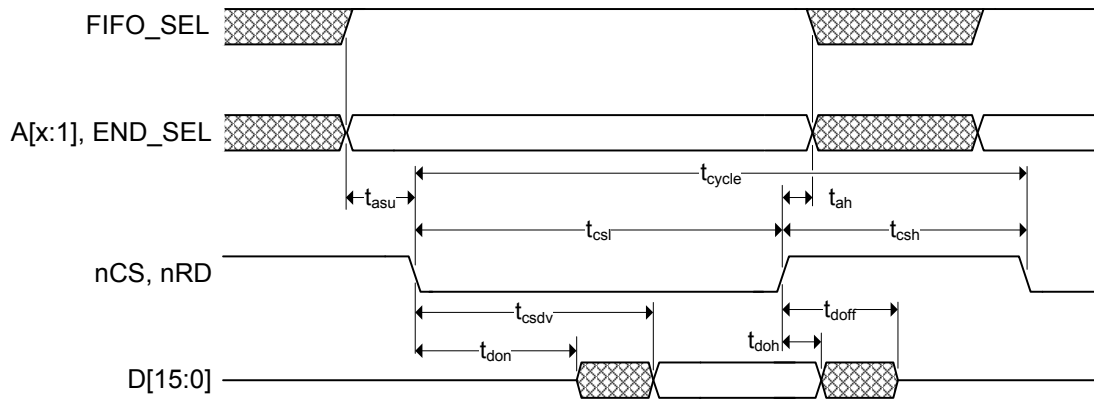 FIFO_SEL
A[x:1], END_SEL
tcycle
tasu
tah
tcsl
tcsh
nCS, nRD
tcsdv
tdoff
tdon
tdoh
D[15:0]